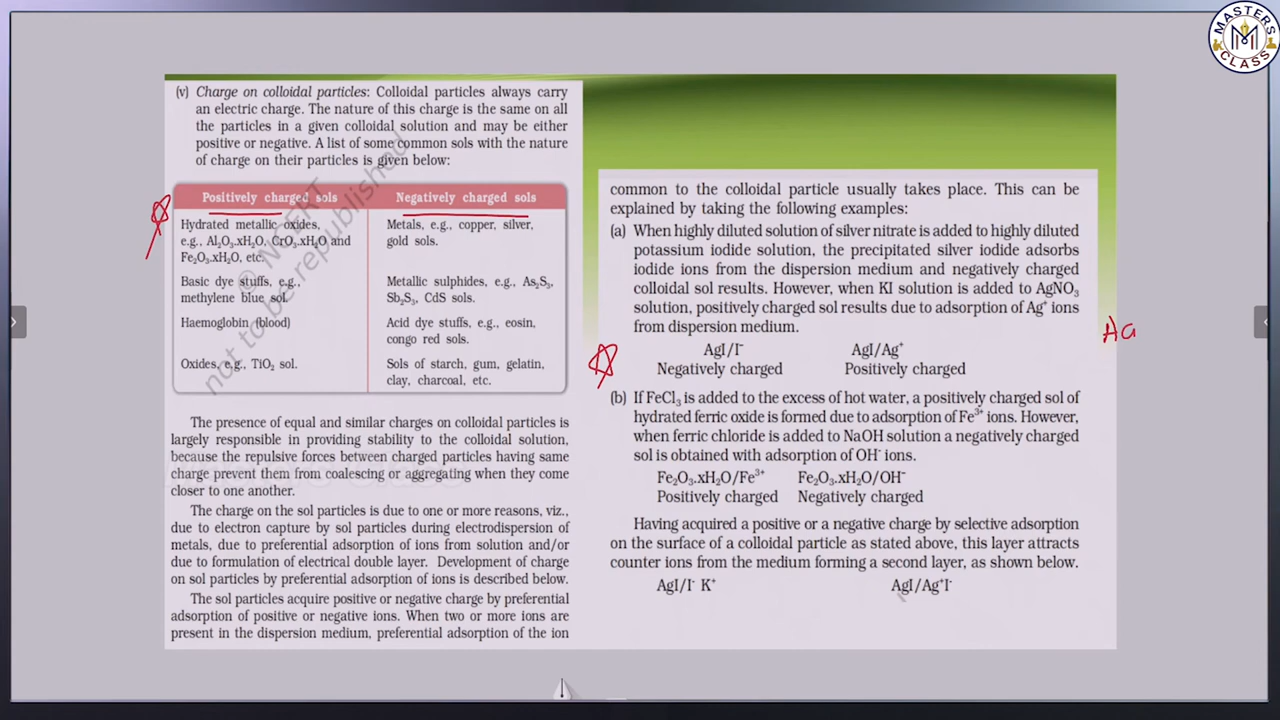 MASTERS
M
CLASS
(v) Charge on colloidal particles: Colloidal particles always carry
an electric charge. The nature of this charge is the same on all
the particles in a given colloidal solution and may be either
positive or negative. A list of some common sols with the nature
of charge on their particles is given below:
Positively charged sols Negatively charged sols
Hydrated metallic oxides,
e.g., Al₂O₃.xH₂O, CrO₃.xH₂O and
Fe₂O₃.xH₂O, etc.
Metals, e.g., copper, silver,
gold sols.
Basic dye stuffs, e.g.,
methylene blue sol.
Metallic sulphides, e.g., As₂S₃,
Sb₂S₃, CdS sols.
Haemoglobin (blood)
Acid dye stuffs, e.g., eosin,
congo red sols.
Oxides, e.g., TiO₂ sol.
Sols of starch, gum, gelatin,
clay, charcoal, etc.
© NCERT
not to be republished
The presence of equal and similar charges on colloidal particles is
largely responsible in providing stability to the colloidal solution,
because the repulsive forces between charged particles having same
charge prevent them from coalescing or aggregating when they come
closer to one another.
The charge on the sol particles is due to one or more reasons, viz.,
due to electron capture by sol particles during electrodispersion of
metals, due to preferential adsorption of ions from solution and/or
due to formulation of electrical double layer. Development of charge
on sol particles by preferential adsorption of ions is described below.
The sol particles acquire positive or negative charge by preferential
adsorption of positive or negative ions. When two or more ions are
present in the dispersion medium, preferential adsorption of the ion
common to the colloidal particle usually takes place. This can be
explained by taking the following examples:
(a) When highly diluted solution of silver nitrate is added to highly diluted
potassium iodide solution, the precipitated silver iodide adsorbs
iodide ions from the dispersion medium and negatively charged
colloidal sol results. However, when KI solution is added to AgNO₃
solution, positively charged sol results due to adsorption of Ag⁺ ions
from dispersion medium.
AgI/I⁻ AgI/Ag⁺
Negatively charged Positively charged
(b) If FeCl₃ is added to the excess of hot water, a positively charged sol of
hydrated ferric oxide is formed due to adsorption of Fe³⁺ ions. However,
when ferric chloride is added to NaOH solution a negatively charged
sol is obtained with adsorption of OH⁻ ions.
Fe₂O₃.xH₂O/Fe³⁺ Fe₂O₃.xH₂O/OH⁻
Positively charged Negatively charged
Having acquired a positive or a negative charge by selective adsorption
on the surface of a colloidal particle as stated above, this layer attracts
counter ions from the medium forming a second layer, as shown below.
AgI/I⁻ K⁺ AgI/Ag⁺I⁻
AG